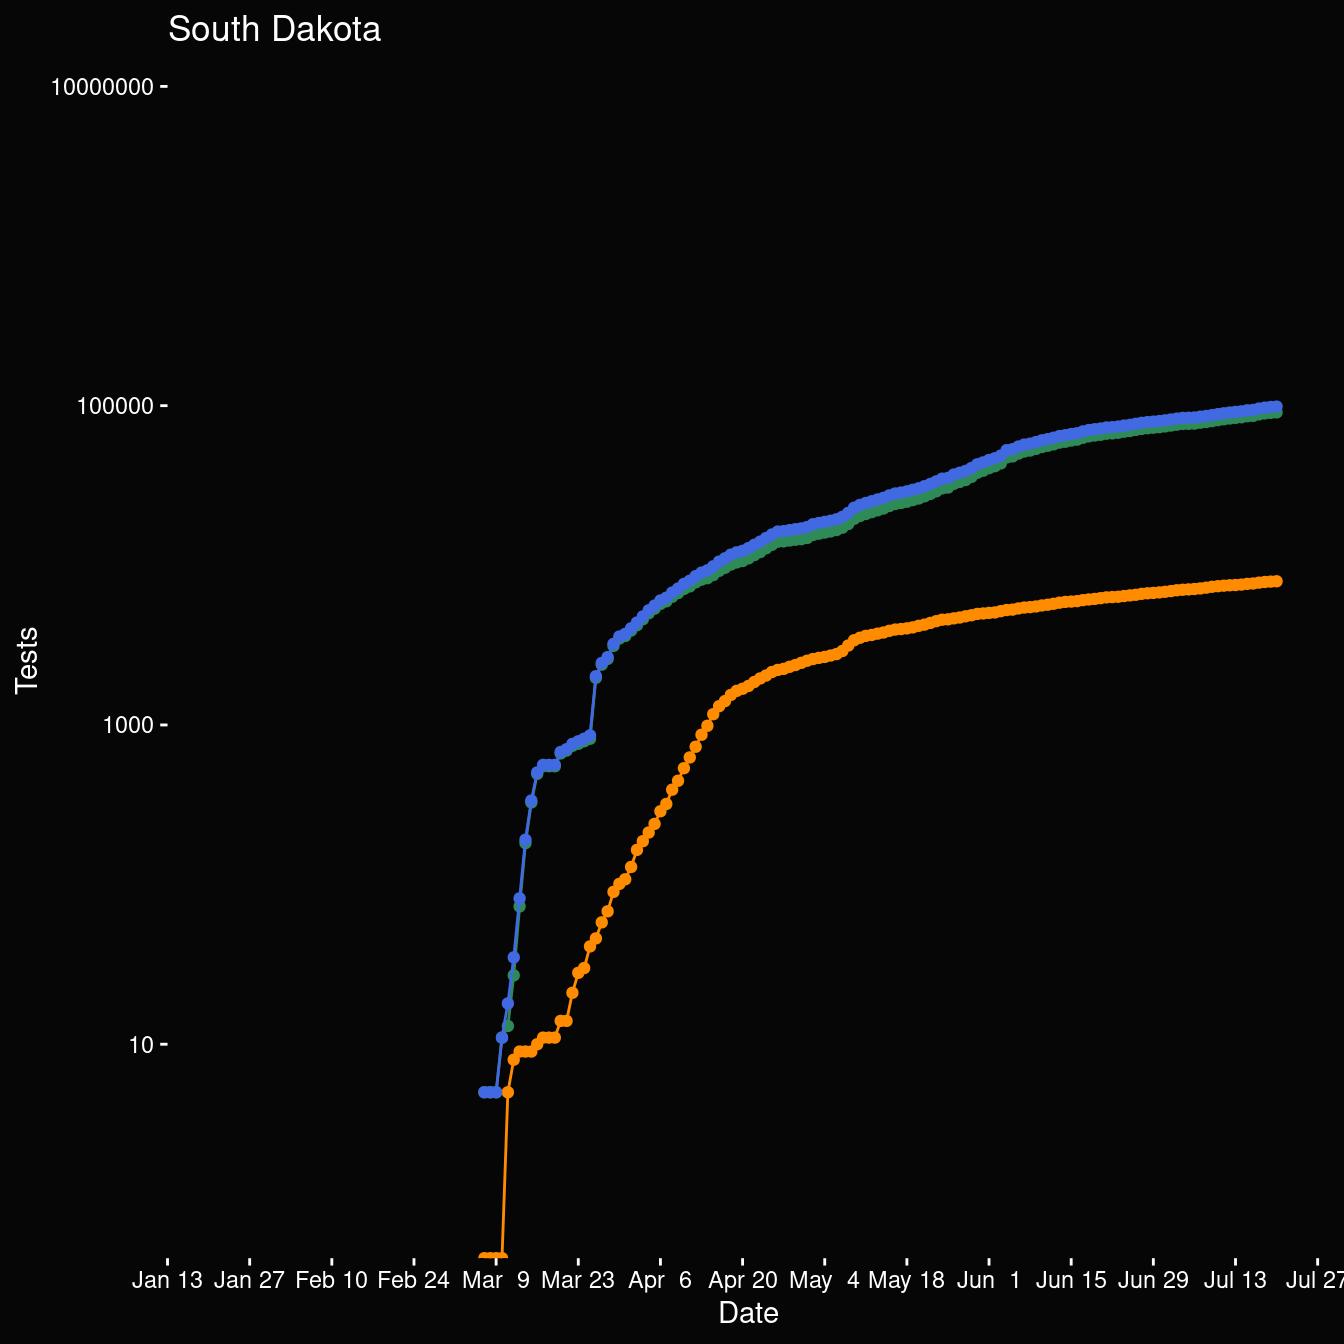 South Dakota
10000000
100000
1000
10
Tests
Jan 13 Jan 27 Feb 10 Feb 24 Mar 9 Mar 23 Apr 6 Apr 20 May 4 May 18 Jun 1 Jun 15 Jun 29 Jul 13 Jul 27
Date